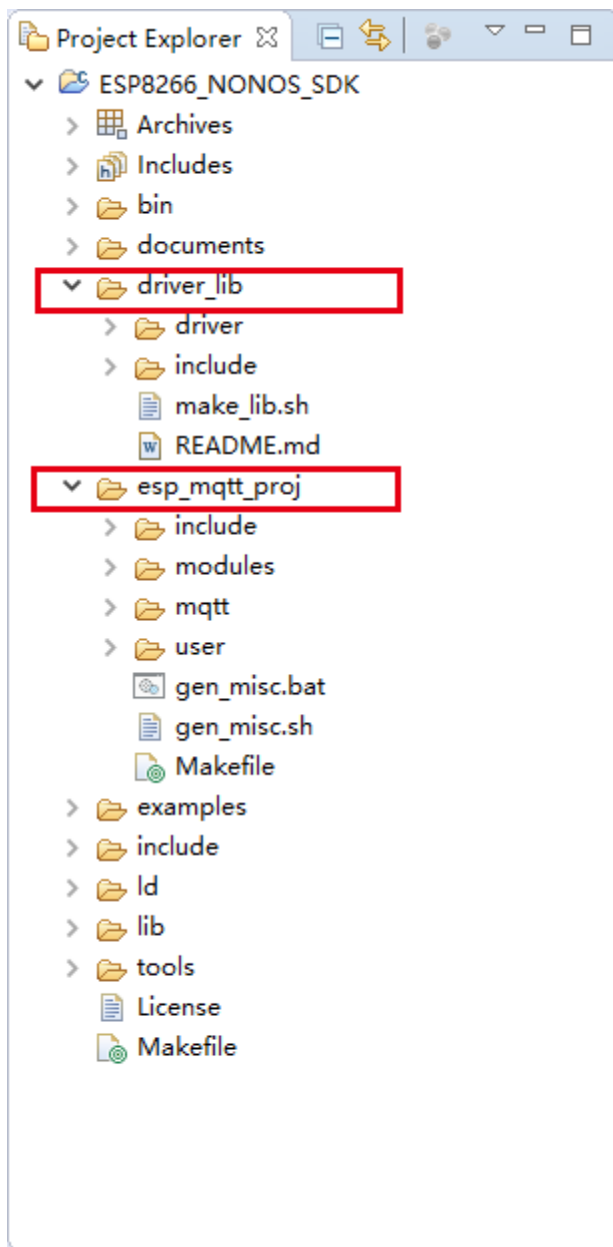 Project Explorer
ESP8266_NONOS_SDK
Archives
Includes
bin
documents
driver_lib
driver
include
make_lib.sh
README.md
esp_mqtt_proj
include
modules
mqtt
user
gen_misc.bat
gen_misc.sh
Makefile
examples
include
ld
lib
tools
License
Makefile